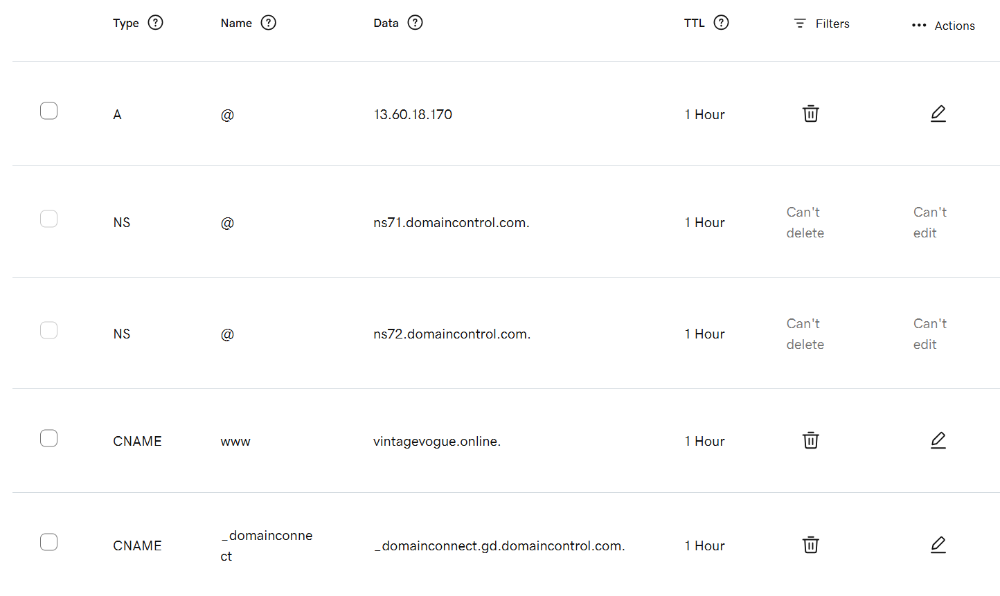 Type ? Name ? Data ? TTL ? Filters ••• Actions
A @ 13.60.18.170 1 Hour
NS @ ns71.domaincontrol.com. 1 Hour Can't delete Can't edit
NS @ ns72.domaincontrol.com. 1 Hour Can't delete Can't edit
CNAME www vintagevogue.online. 1 Hour
CNAME _domainconnect _domainconnect.gd.domaincontrol.com. 1 Hour